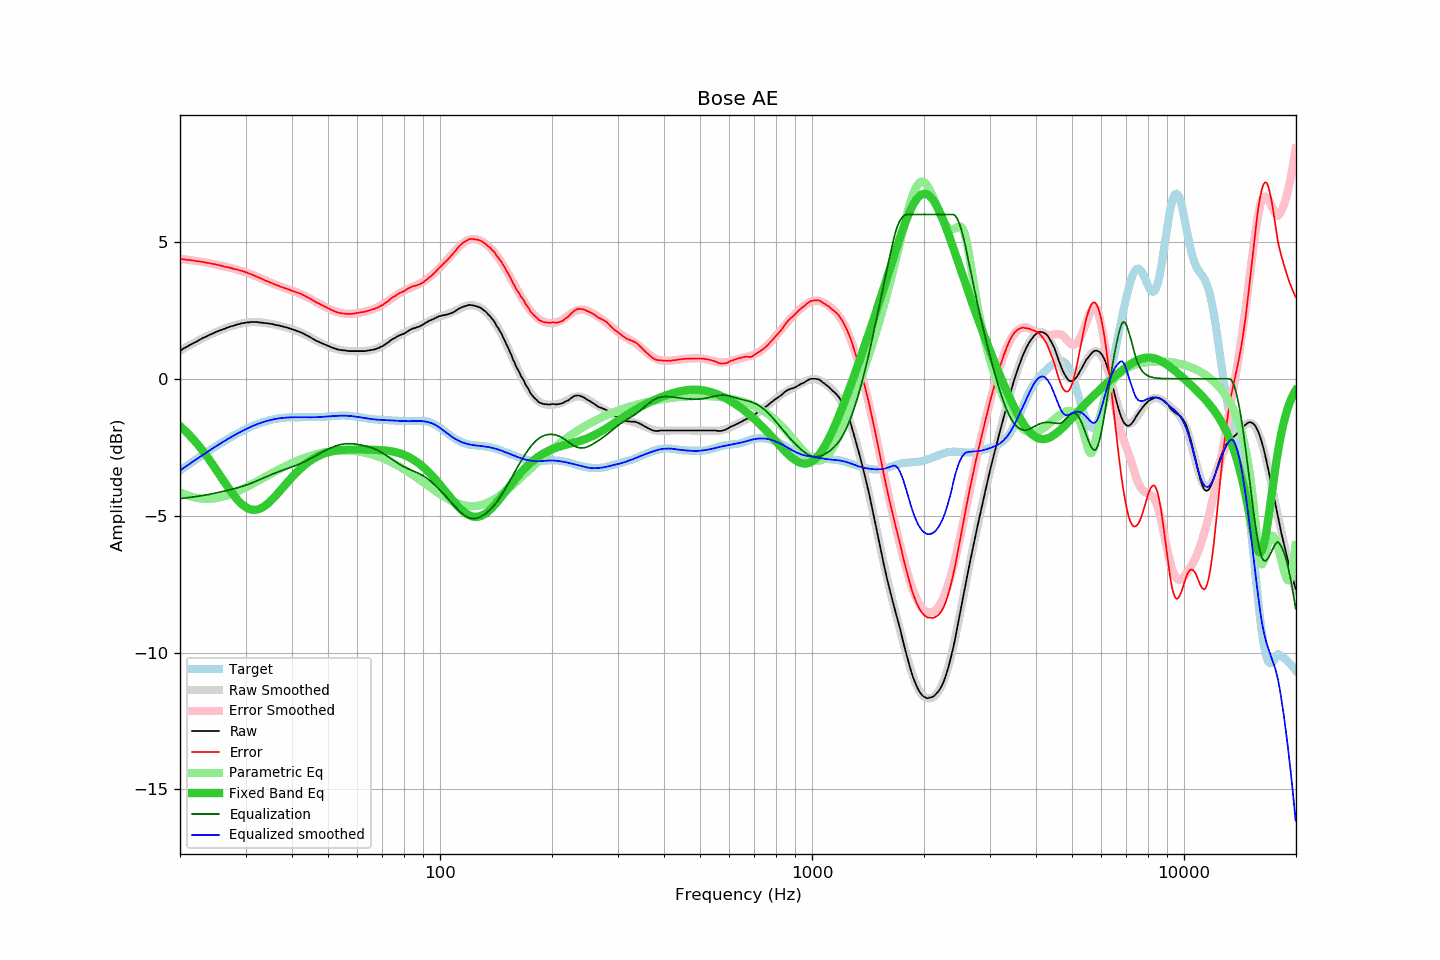 Bose AE
Amplitude (dBr)
5
0
−5
−10
−15
Target
Raw Smoothed
Error Smoothed
Raw
Error
Parametric Eq
Fixed Band Eq
Equalization
Equalized smoothed
100
1000
10000
Frequency (Hz)